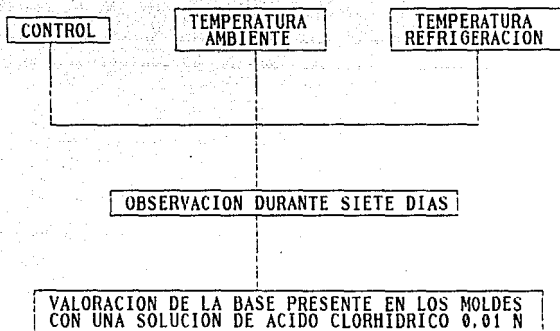 CONTROL
TEMPERATURA
AMBIENTE
TEMPERATURA
REFRIGERACION
OBSERVACION DURANTE SIETE DIAS
VALORACION DE LA BASE PRESENTE EN LOS MOLDES
CON UNA SOLUCION DE ACIDO CLORHIDRICO 0.01 N